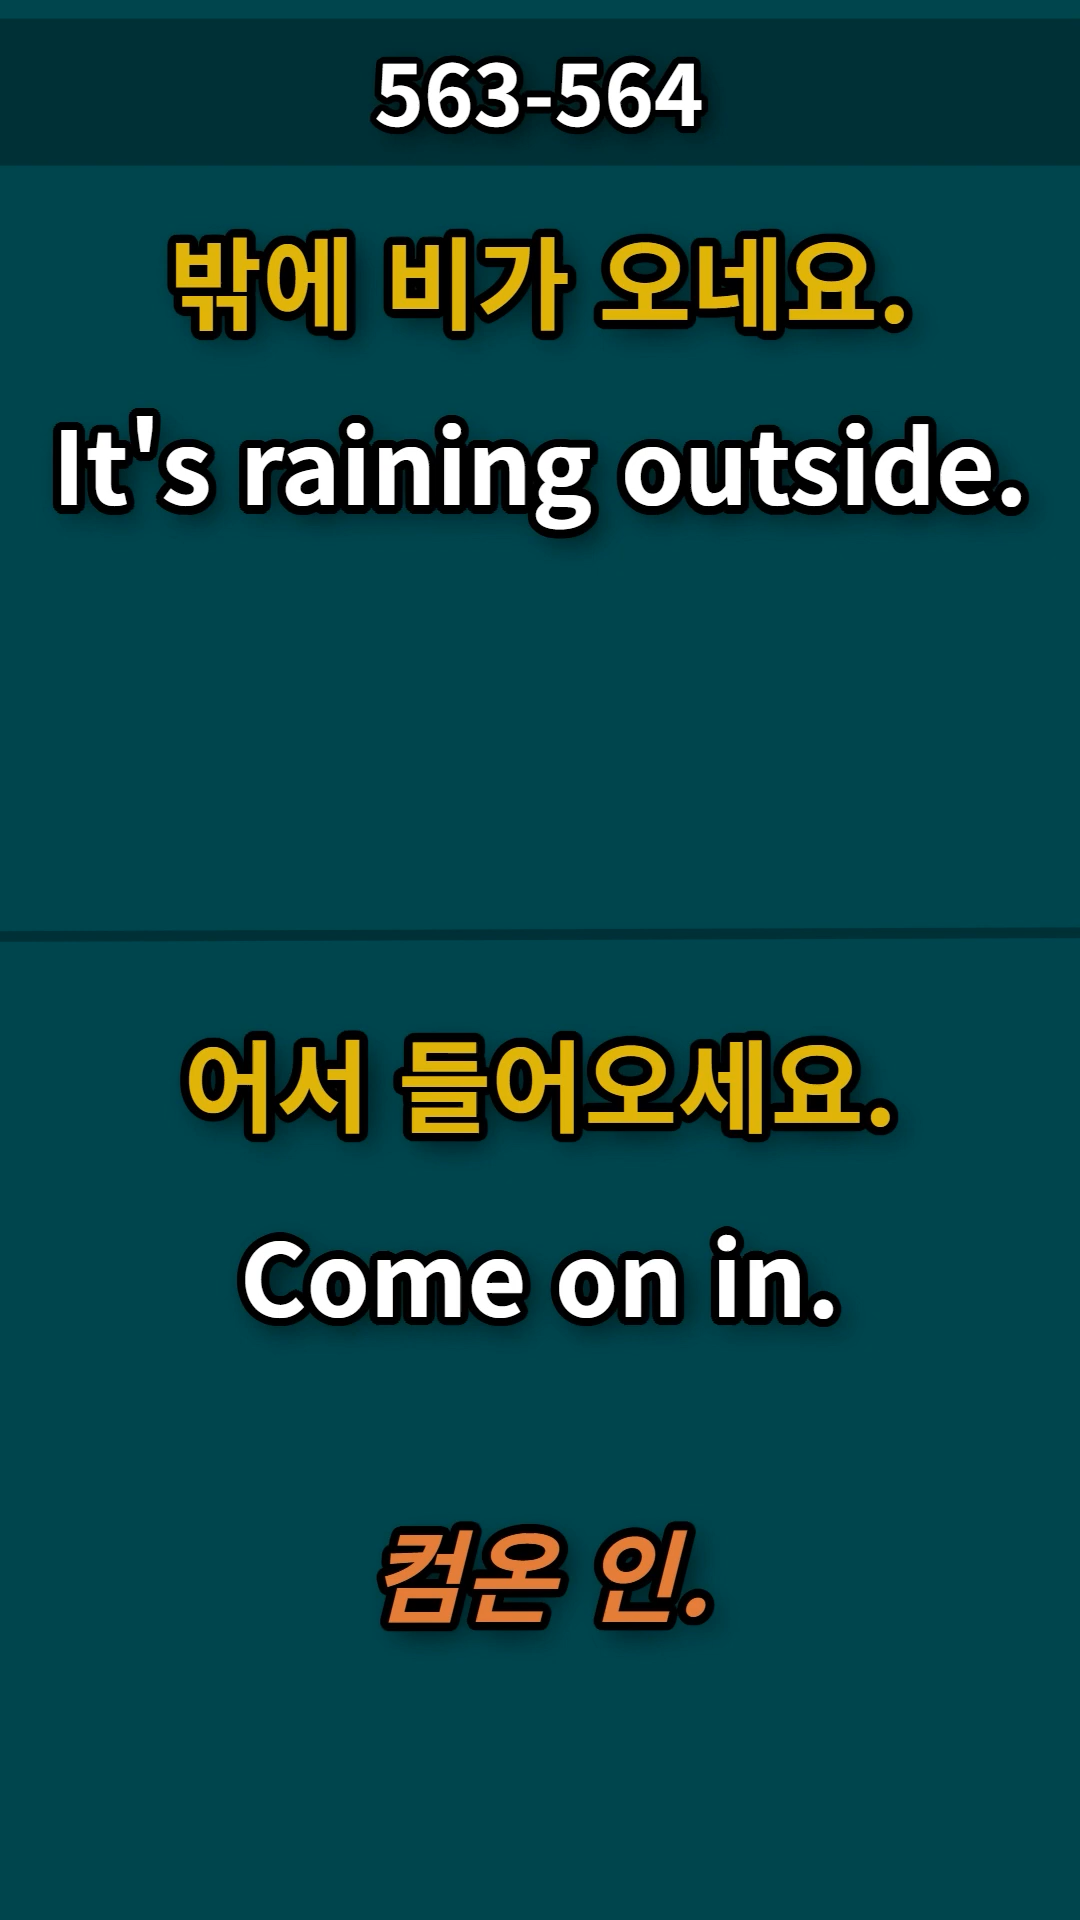 563-564
밖에 비가 오네요.
It's raining outside.
어서 들어오세요.
Come on in.
컴온 인.